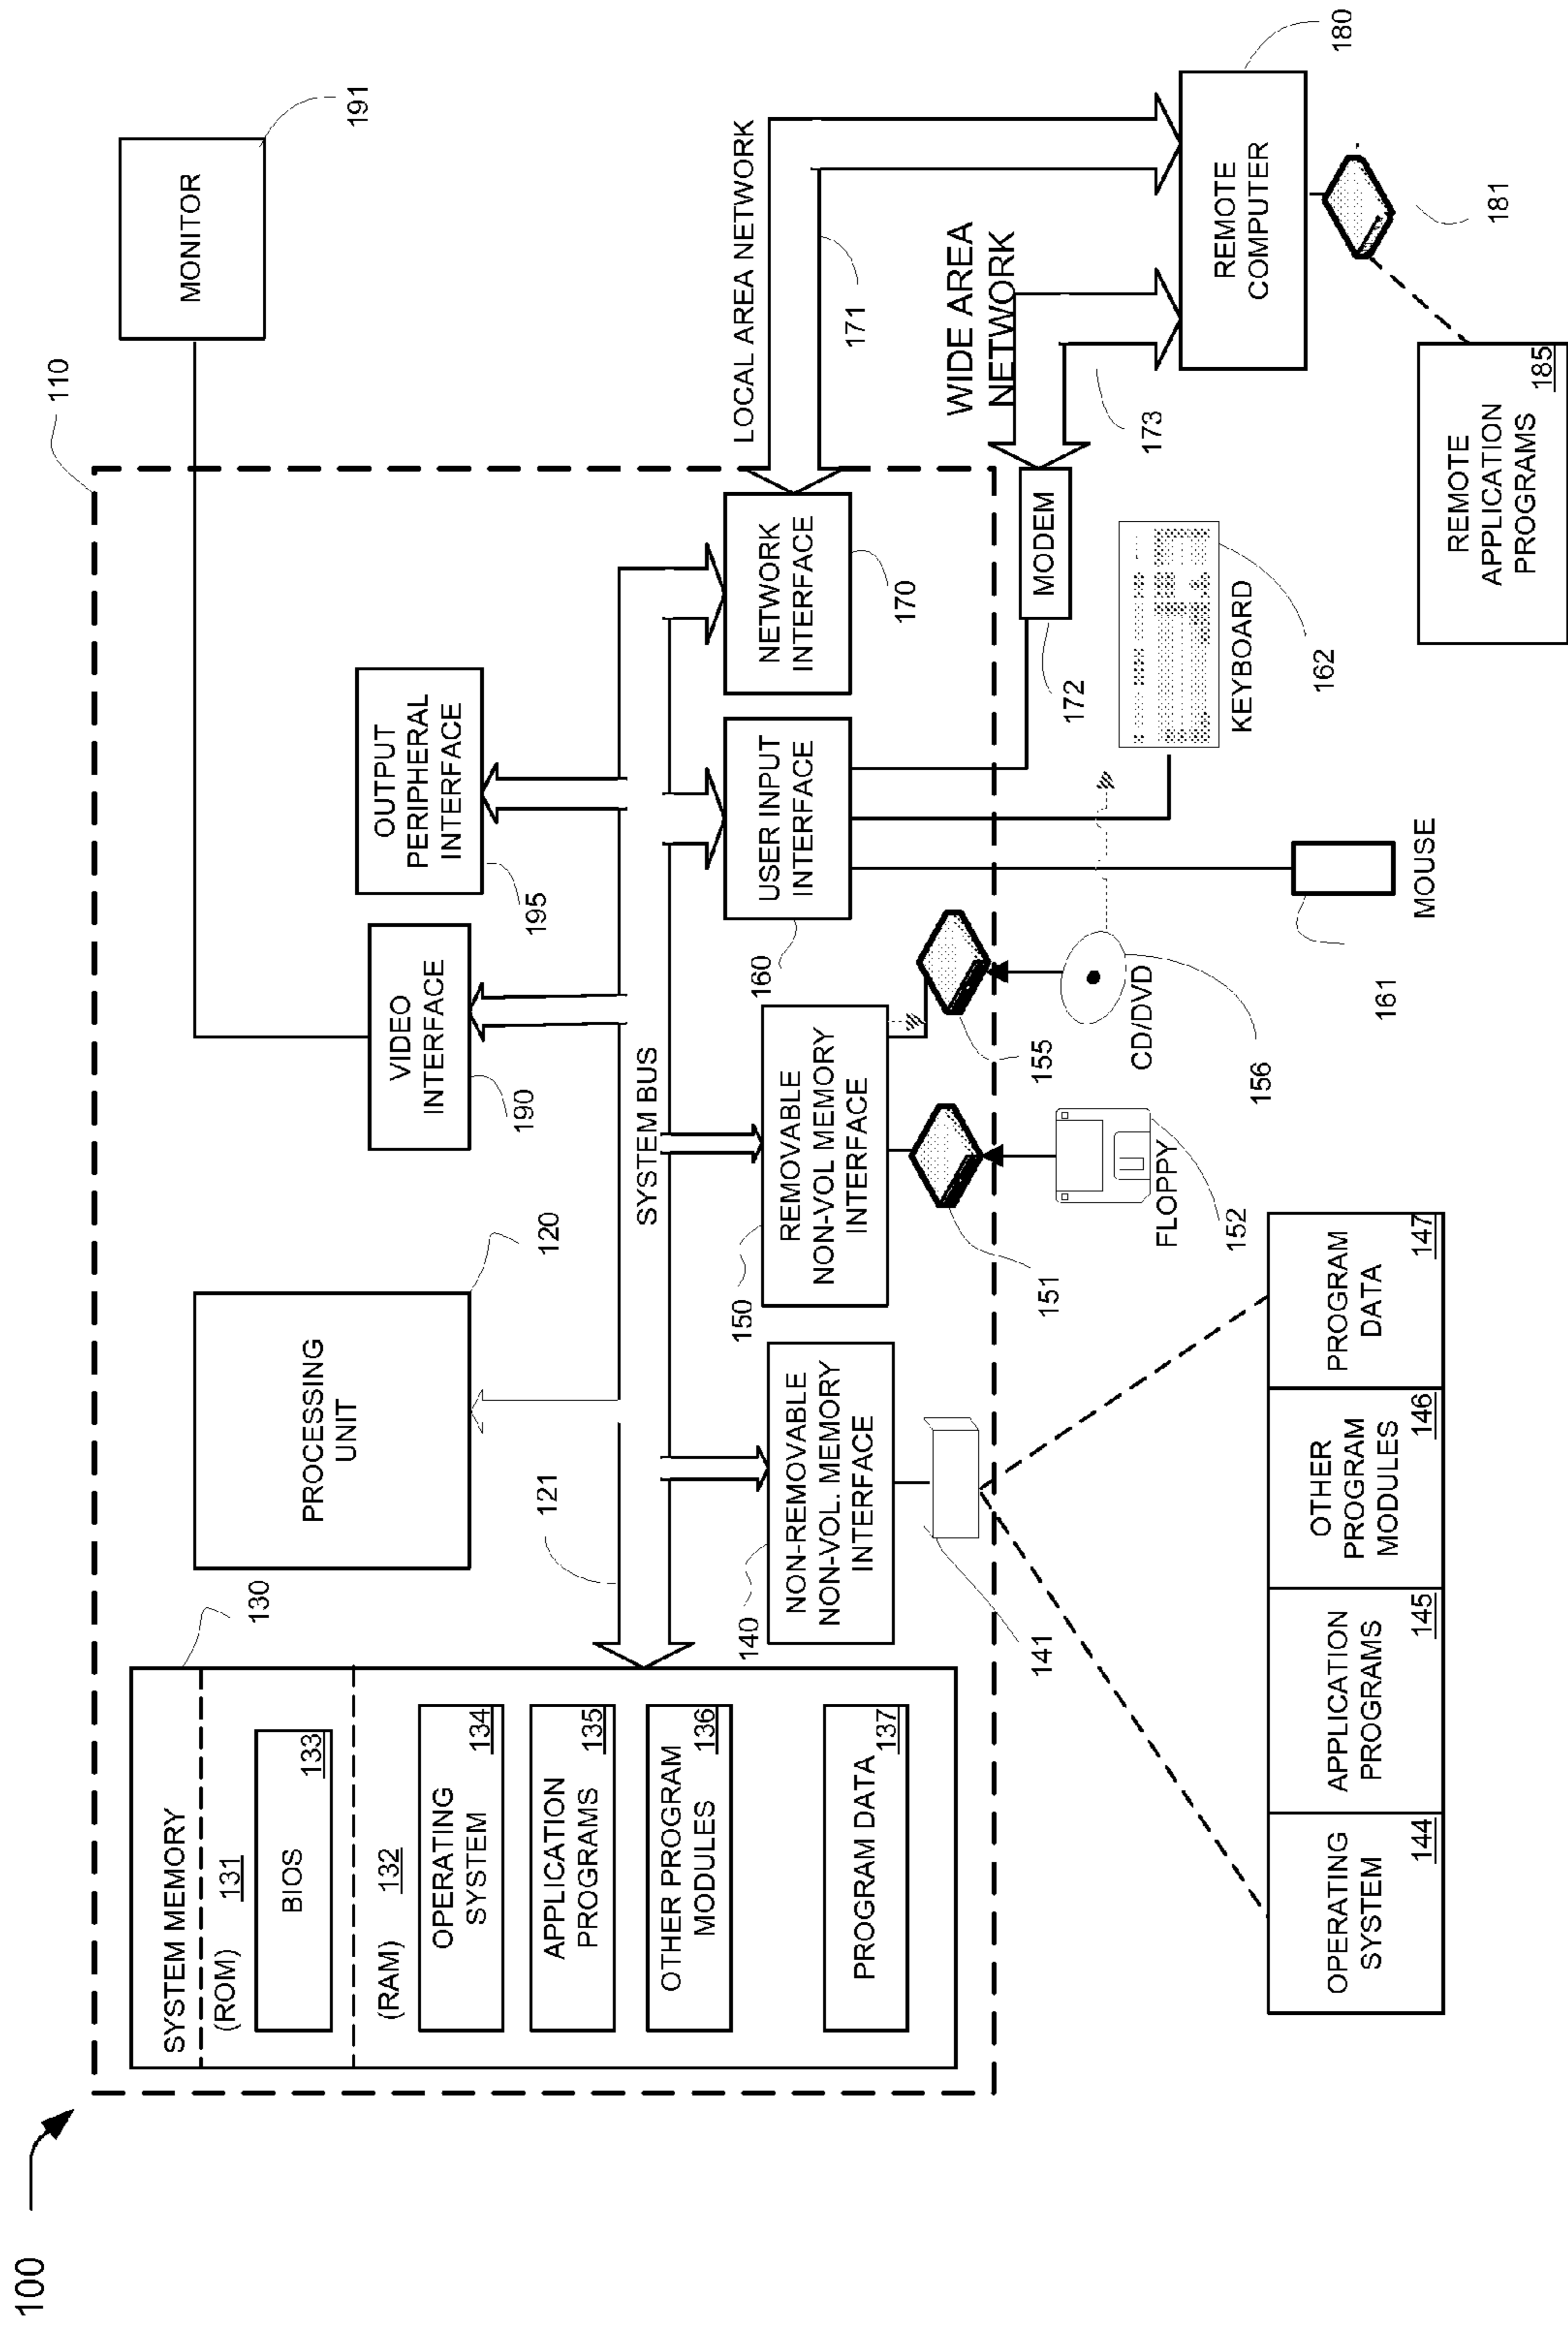 100
110
SYSTEM MEMORY
(ROM) 131
BIOS
133
(RAM) 132
OPERATING
SYSTEM
134
APPLICATION
PROGRAMS
135
OTHER PROGRAM
MODULES
136
PROGRAM DATA
137
130
PROCESSING
UNIT
120
121
SYSTEM BUS
VIDEO
INTERFACE
190
OUTPUT
PERIPHERAL
INTERFACE
195
MONITOR
191
NON-REMOVABLE
NON-VOL. MEMORY
INTERFACE
140
141
REMOVABLE
NON-VOL MEMORY
INTERFACE
150
151
155
USER INPUT
INTERFACE
160
NETWORK
INTERFACE
170
LOCAL AREA NETWORK
171
WIDE AREA
NETWORK
173
MODEM
172
FLOPPY
152
CD/DVD
156
KEYBOARD
162
MOUSE
161
REMOTE
COMPUTER
180
181
REMOTE
APPLICATION
PROGRAMS
185
OPERATING
SYSTEM
144
APPLICATION
PROGRAMS
145
OTHER
PROGRAM
MODULES
146
PROGRAM
DATA
147